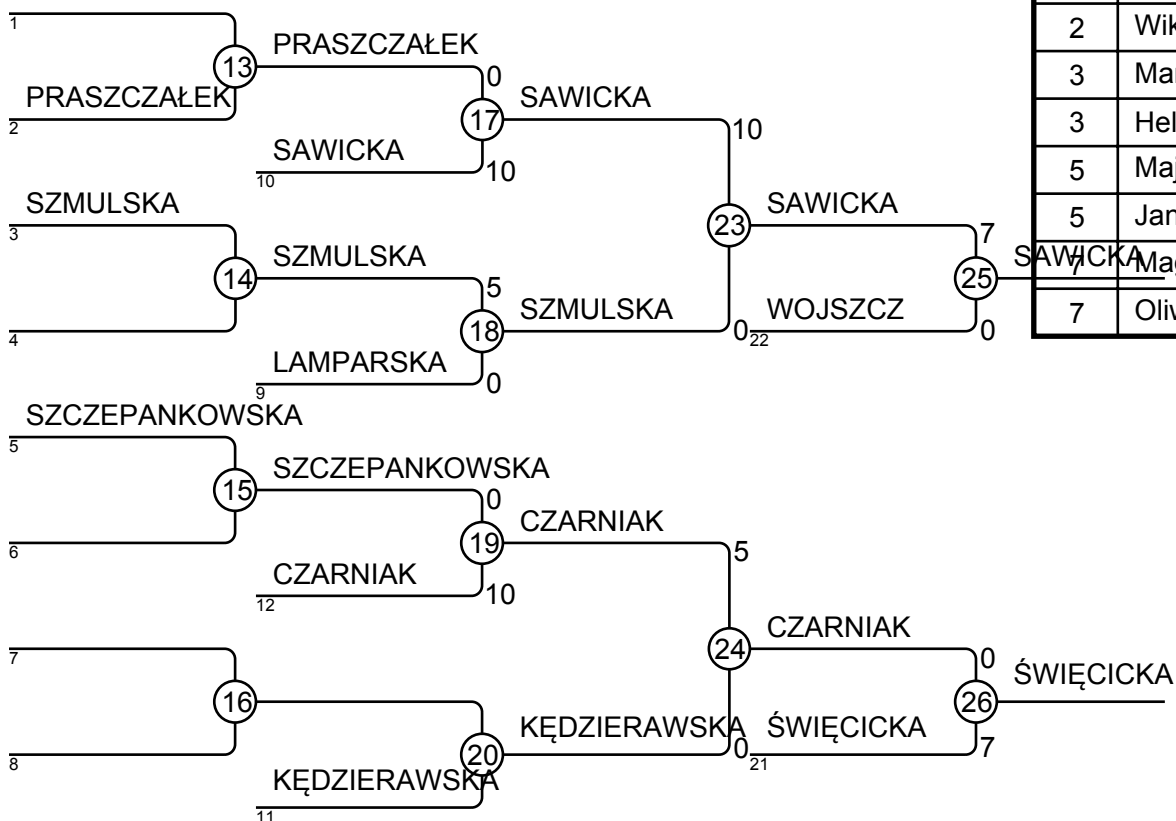 1
PRASZCZAŁEK
2
13
PRASZCZAŁEK
0
SAWICKA
10
17
10
SAWICKA
10
SZMULSKA
3
4
14
SZMULSKA
5
LAMPARSKA
9
18
0
SZMULSKA
0
23
SAWICKA
7
WOJSZCZ
22
25
0
SAWICKA
SZCZEPANKOWSKA
5
6
15
SZCZEPANKOWSKA
0
CZARNIAK
12
19
10
CZARNIAK
5
7
8
16
KĘDZIERAWSKA
11
20
KĘDZIERAWSKA
0
24
CZARNIAK
0
ŚWIĘCICKA
21
26
7
ŚWIĘCICKA
2
3
3
5
5
7
7